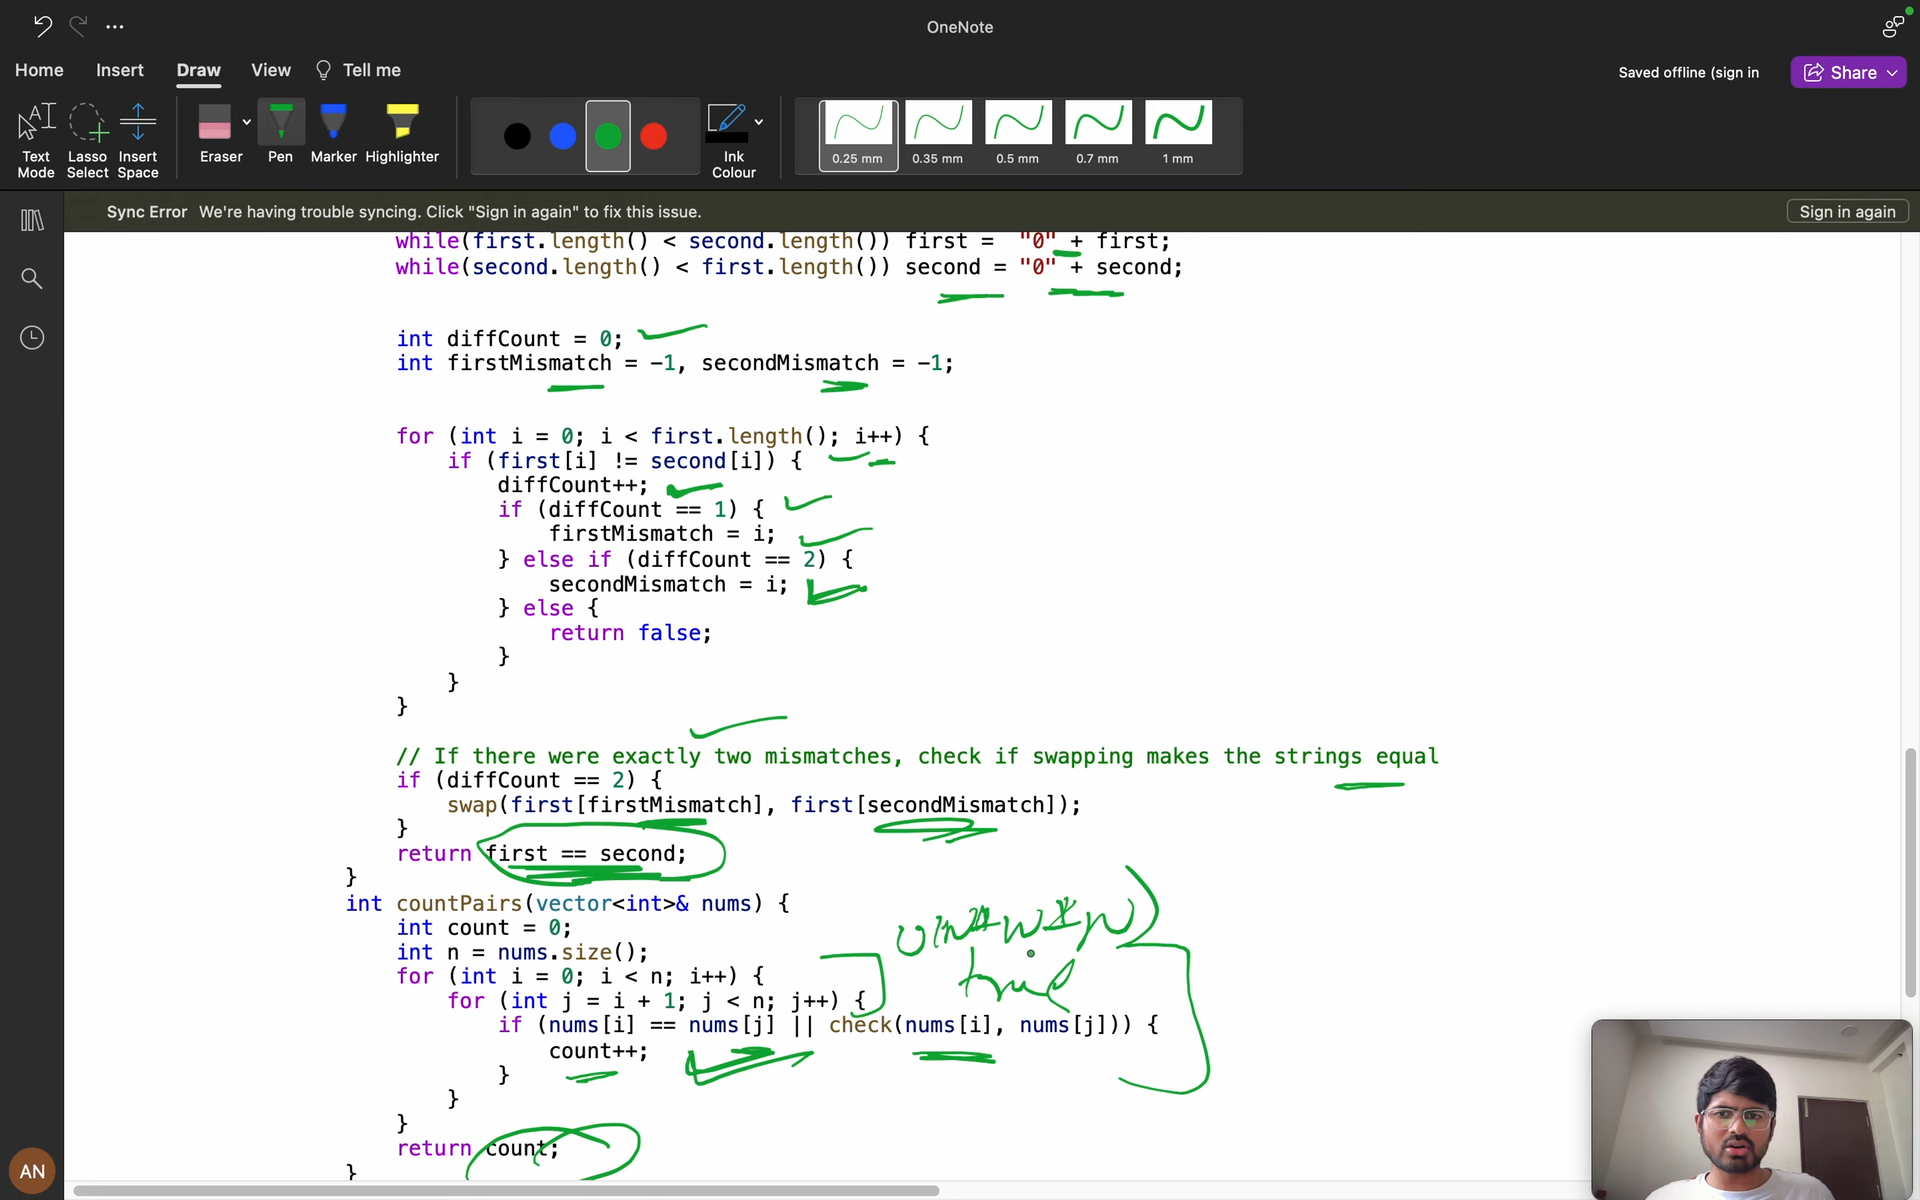 OneNote
Home Insert Draw View Tell me
Saved offline (sign in Share
Text Mode
Lasso Select
Insert Space
Eraser
Pen
Marker
Highlighter
Ink Colour
0.25 mm
0.35 mm
0.5 mm
0.7 mm
1 mm
Sync Error We're having trouble syncing. Click "Sign in again" to fix this issue.
Sign in again
while(first.length() < second.length()) first = "0" + first;
while(second.length() < first.length()) second = "0" + second;
int diffCount = 0;
int firstMismatch = -1, secondMismatch = -1;
for (int i = 0; i < first.length(); i++) {
if (first[i] != second[i]) {
diffCount++;
if (diffCount == 1) {
firstMismatch = i;
} else if (diffCount == 2) {
secondMismatch = i;
} else {
return false;
}
}
}
// If there were exactly two mismatches, check if swapping makes the strings equal
if (diffCount == 2) {
swap(first[firstMismatch], first[secondMismatch]);
}
return first == second;
}
int countPairs(vector<int>& nums) {
int count = 0;
int n = nums.size();
for (int i = 0; i < n; i++) {
for (int j = i + 1; j < n; j++) {
true
if (nums[i] == nums[j] || check(nums[i], nums[j])) {
count++;
}
}
}
return count;
}
AN